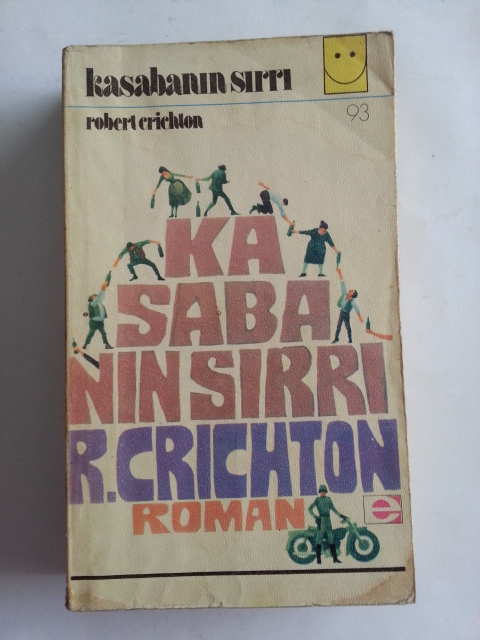 kasabanın sırrı
robert crichton
93
KA
SABA
NIN SIRRI
R. CRICHTON
ROMAN
e